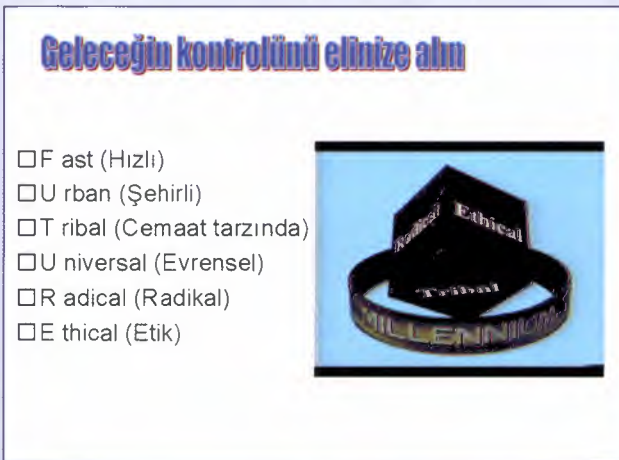 Geleceğin kontrolünü elinize alın
□F ast (Hızlı)
□U rban (Şehirli)
□T ribal (Cemaat tarzında)
□U niversal (Evrensel)
□R adical (Radikal)
□E thical (Etik)
Radical
Ethical
Tribal
MILLENNIUM